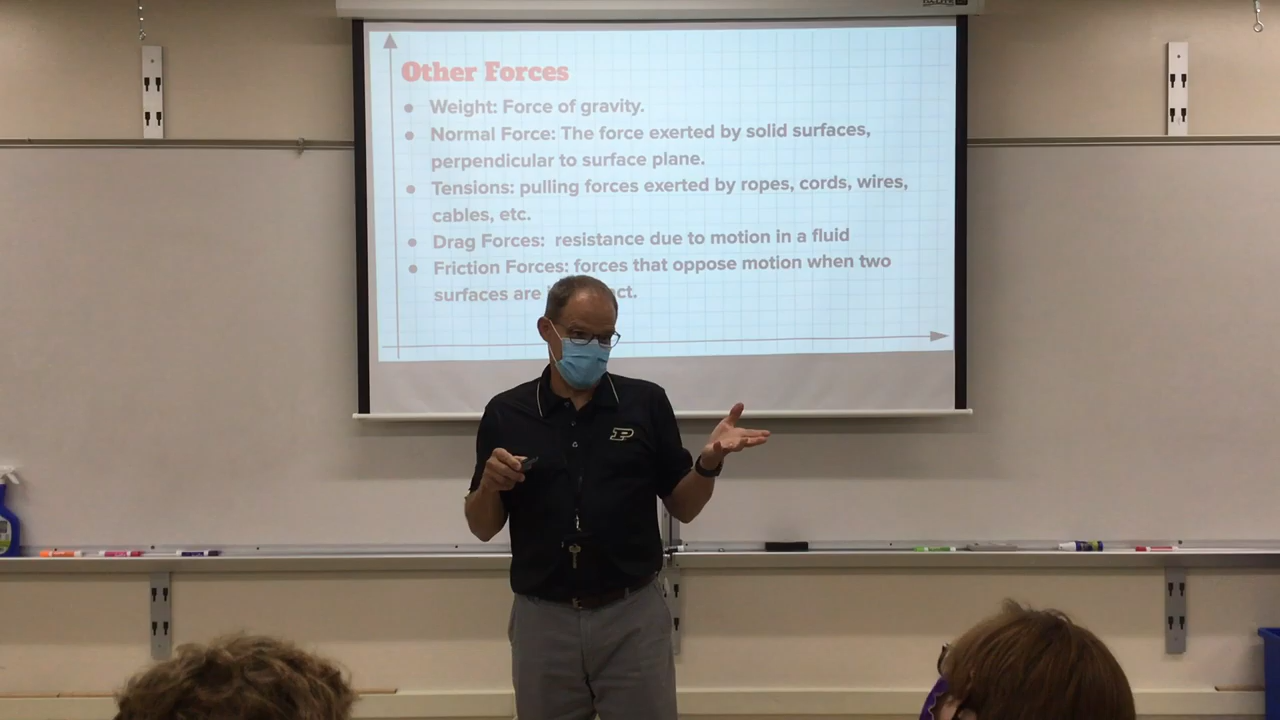 Other Forces
● Weight: Force of gravity.
● Normal Force: The force exerted by solid surfaces,
perpendicular to surface plane.
● Tensions: pulling forces exerted by ropes, cords, wires,
cables, etc.
● Drag Forces: resistance due to motion in a fluid
● Friction Forces: forces that oppose motion when two
surfaces are
P